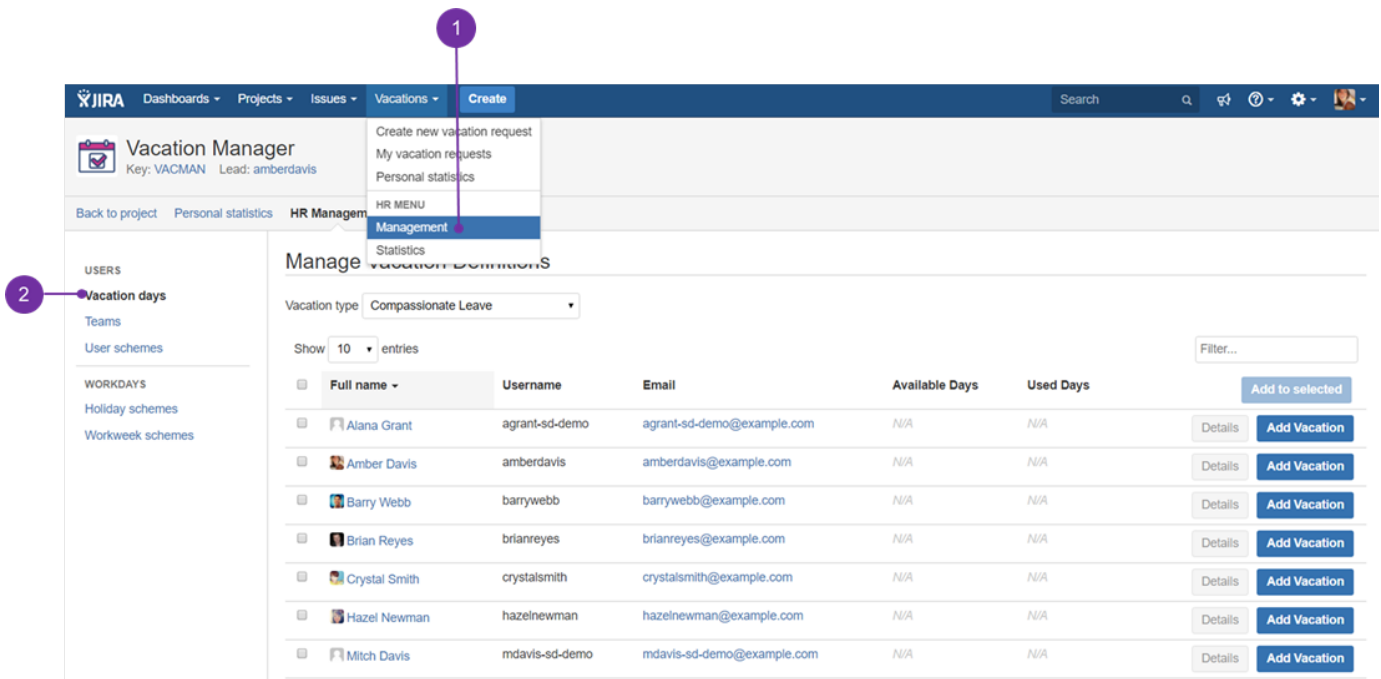 1
JIRA Dashboards Projects Issues Vacations Create Search
Create new vacation request
My vacation requests
Personal statistics
HR MENU
Management
Statistics
Vacation Manager
Key: VACMAN Lead: amberdavis
Back to project Personal statistics HR Managem
2
USERS
Vacation days
Teams
User schemes
WORKDAYS
Holiday schemes
Workweek schemes
Manage Vacation Definitions
Vacation type Compassionate Leave
Show 10 entries Filter...
Full name Username Email Available Days Used Days Add to selected
Alana Grant agrant-sd-demo agrant-sd-demo@example.com N/A N/A Details Add Vacation
Amber Davis amberdavis amberdavis@example.com N/A N/A Details Add Vacation
Barry Webb barrywebb barrywebb@example.com N/A N/A Details Add Vacation
Brian Reyes brianreyes brianreyes@example.com N/A N/A Details Add Vacation
Crystal Smith crystalsmith crystalsmith@example.com N/A N/A Details Add Vacation
Hazel Newman hazelnewman hazelnewman@example.com N/A N/A Details Add Vacation
Mitch Davis mdavis-sd-demo mdavis-sd-demo@example.com N/A N/A Details Add Vacation